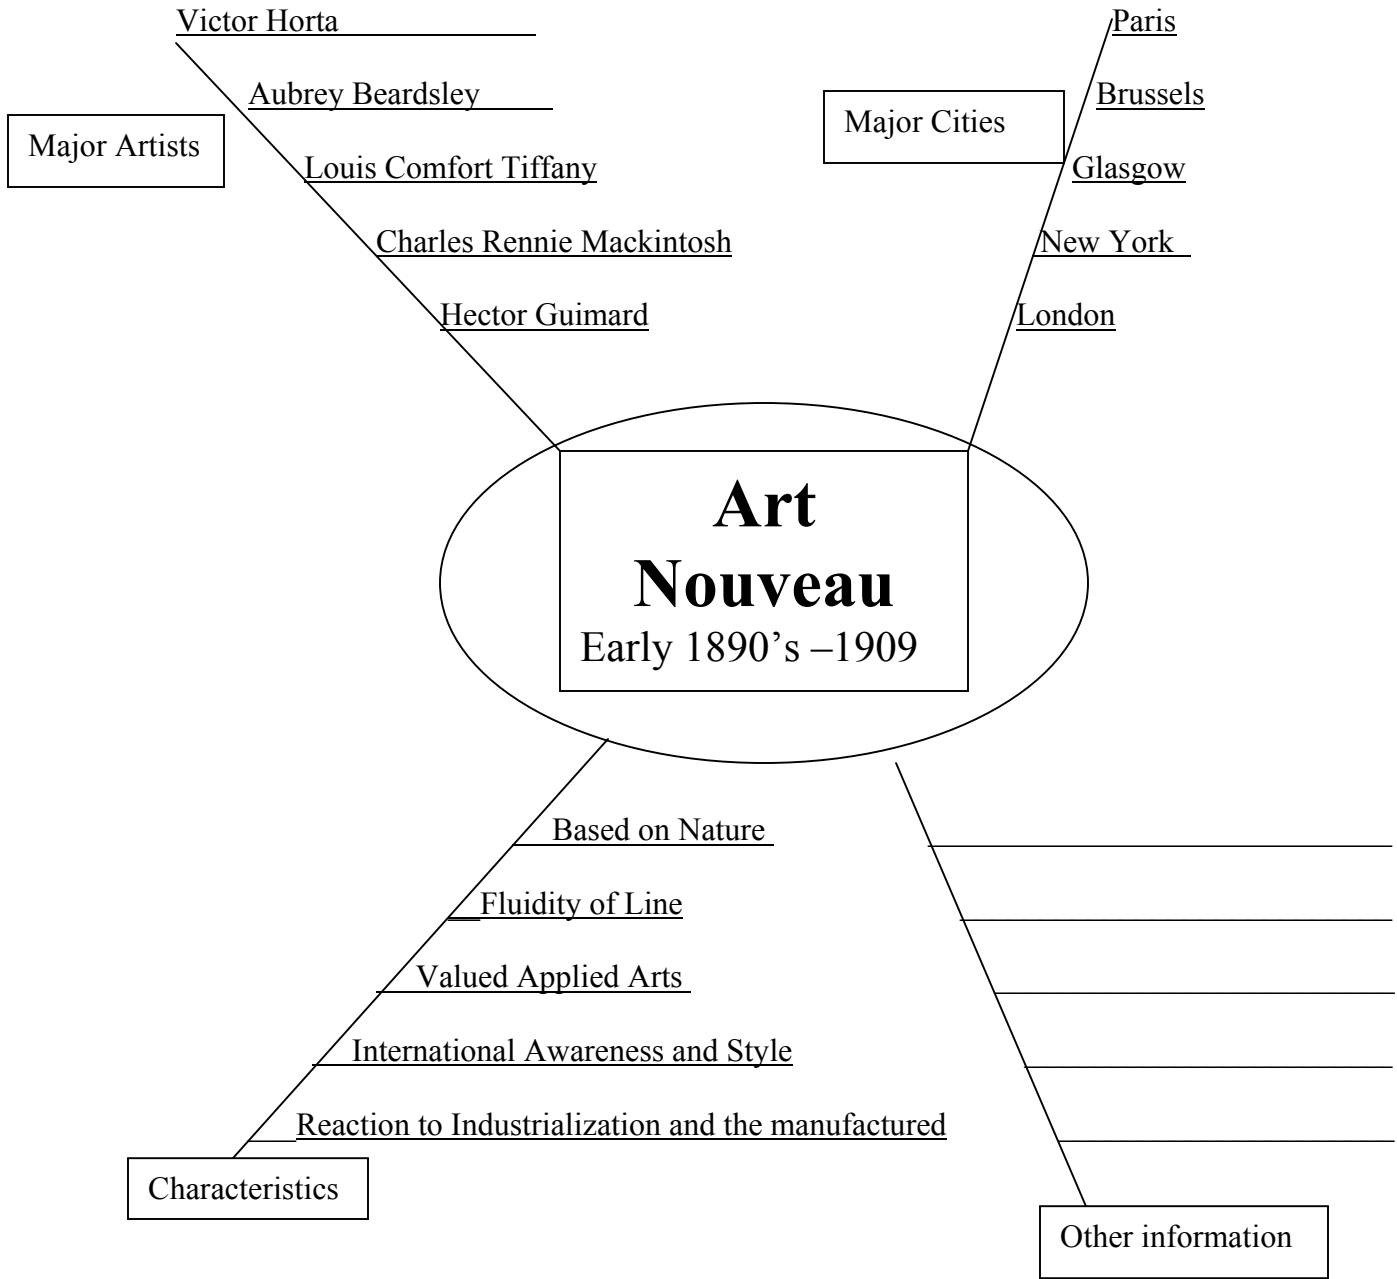 Victor Horta
Aubrey Beardsley
Major Artists
Louis Comfort Tiffany
Charles Rennie Mackintosh
Hector Guimard
Paris
Brussels
Major Cities
Glasgow
New York
London
Art
Nouveau
Early 1890’s –1909
Based on Nature
Fluidity of Line
Valued Applied Arts
International Awareness and Style
Reaction to Industrialization and the manufactured
Characteristics
Other information